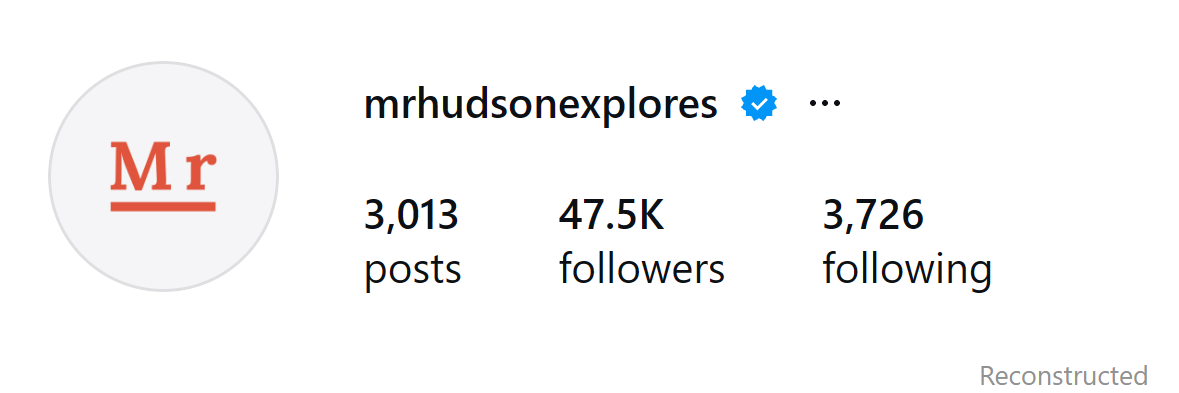 Mr
mrhudsonexplores
3,013 47.5K 3,726
posts followers following
Reconstructed